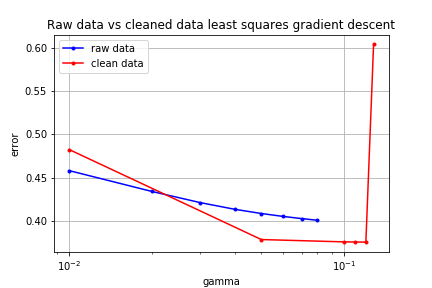 Raw data vs cleaned data least squares gradient descent
raw data
clean data
error
0.60
0.55
0.50
0.45
0.40
10⁻²
10⁻¹
gamma